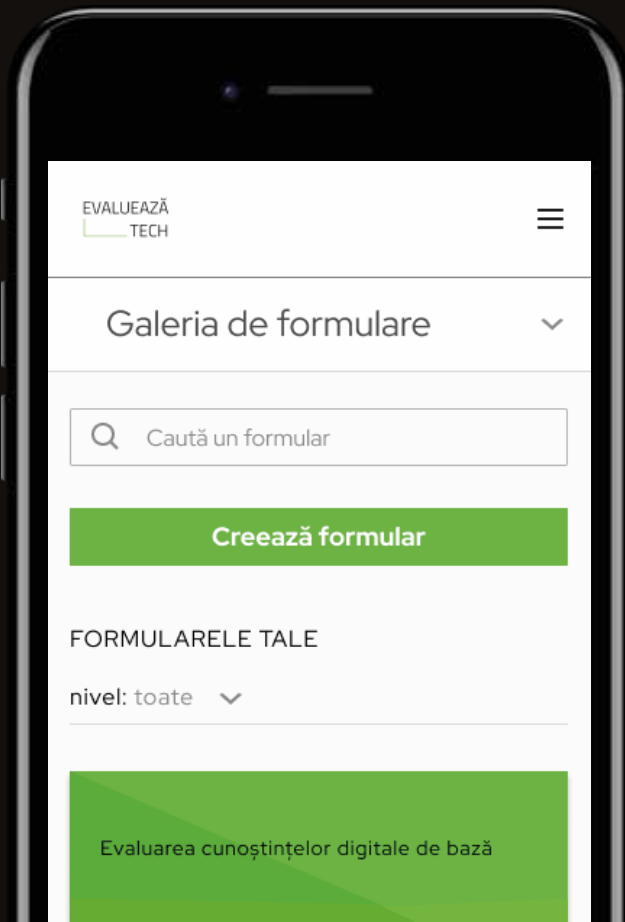 EVALUEAZĂ
TECH
Galeria de formulare
Caută un formular
Creează formular
FORMULARELE TALE
nivel: toate
Evaluarea cunoștințelor digitale de bază